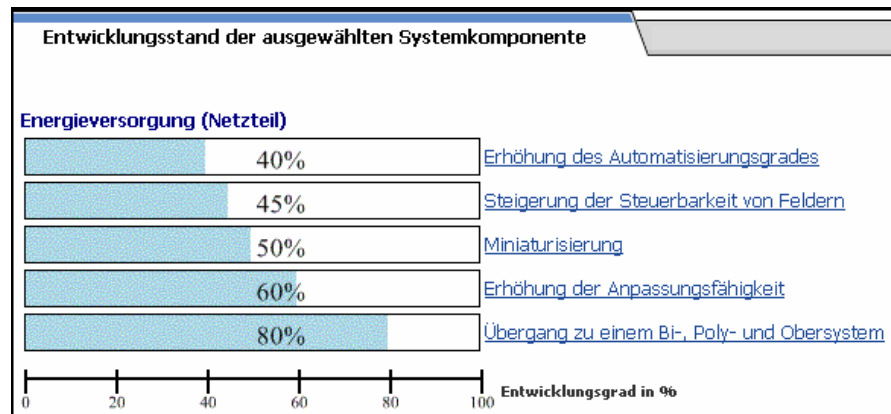 Entwicklungsstand der ausgewählten Systemkomponente
Energieversorgung (Netzteil)
40% Erhöhung des Automatisierungsgrades
45% Steigerung der Steuerbarkeit von Feldern
50% Miniaturisierung
60% Erhöhung der Anpassungsfähigkeit
80% Übergang zu einem Bi-, Poly- und Obersystem
0 20 40 60 80 100 Entwicklungsgrad in %